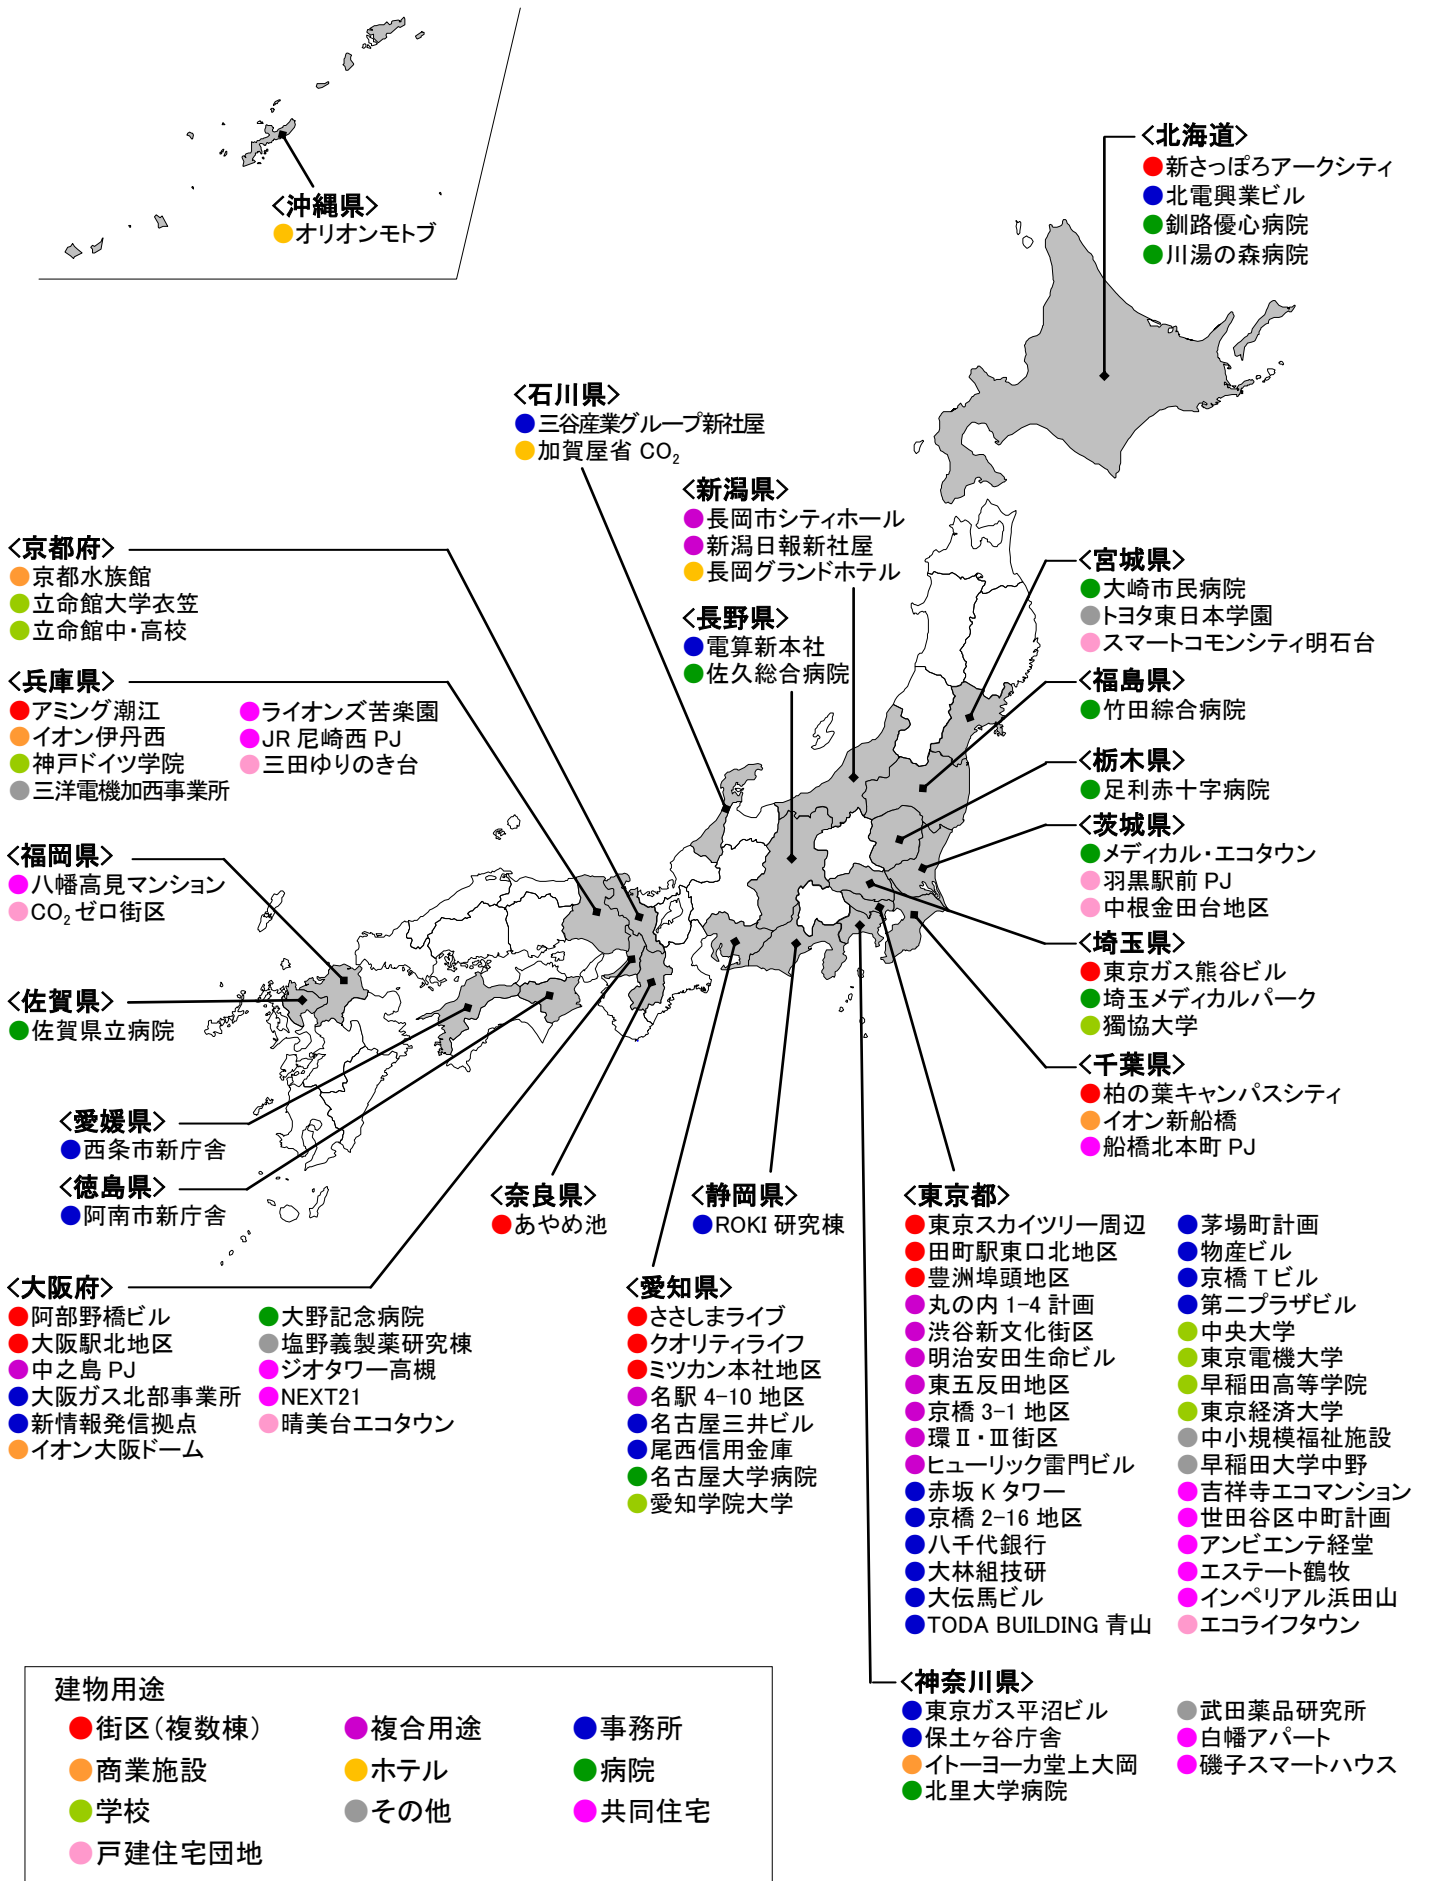 <沖縄県>
オリオンモトブ
<北海道>
新さっぽろアークシティ
北電興業ビル
釧路優心病院
川湯の森病院
<石川県>
三谷産業グループ新社屋
加賀屋省 CO₂
<新潟県>
長岡市シティホール
新潟日報新社屋
長岡グランドホテル
<長野県>
電算新本社
佐久総合病院
<京都府>
京都水族館
立命館大学衣笠
立命館中・高校
<兵庫県>
アミング潮江
イオン伊丹西
神戸ドイツ学院
三洋電機加西事業所
ライオンズ苦楽園
JR 尼崎西 PJ
三田ゆりのき台
<福岡県>
八幡高見マンション
CO₂ ゼロ街区
<佐賀県>
佐賀県立病院
<愛媛県>
西条市新庁舎
<徳島県>
阿南市新庁舎
<大阪府>
阿部野橋ビル
大阪駅北地区
中之島 PJ
大阪ガス北部事業所
新情報発信拠点
イオン大阪ドーム
大野記念病院
塩野義製薬研究棟
ジオタワー高槻
NEXT21
晴美台エコタウン
<奈良県>
あやめ池
<静岡県>
ROKI 研究棟
<愛知県>
ささしまライブ
クオリティライフ
ミツカン本社地区
名駅 4-10 地区
名古屋三井ビル
尾西信用金庫
名古屋大学病院
愛知学院大学
<宮城県>
大崎市民病院
トヨタ東日本学園
スマートコモンシティ明石台
<福島県>
竹田綜合病院
<栃木県>
足利赤十字病院
<茨城県>
メディカル・エコタウン
羽黒駅前 PJ
中根金田台地区
<埼玉県>
東京ガス熊谷ビル
埼玉メディカルパーク
獨協大学
<千葉県>
柏の葉キャンパスシティ
イオン新船橋
船橋北本町 PJ
<東京都>
東京スカイツリー周辺
田町駅東口北地区
豊洲埠頭地区
丸の内 1-4 計画
渋谷新文化街区
明治安田生命ビル
東五反田地区
京橋 3-1 地区
環Ⅱ・Ⅲ街区
ヒューリック雷門ビル
赤坂 K タワー
京橋 2-16 地区
八千代銀行
大林組技研
大伝馬ビル
TODA BUILDING 青山
茅場町計画
物産ビル
京橋 T ビル
第二プラザビル
中央大学
東京電機大学
早稲田高等学院
東京経済大学
中小規模福祉施設
早稲田大学中野
吉祥寺エコマンション
世田谷区中町計画
アンビエンテ経堂
エステート鶴牧
インペリアル浜田山
エコライフタウン
<神奈川県>
東京ガス平沼ビル
保土ヶ谷庁舎
イトーヨーカ堂上大岡
北里大学病院
武田薬品研究所
白幡アパート
磯子スマートハウス
建物用途
街区（複数棟） 複合用途 事務所
商業施設 ホテル 病院
学校 その他 共同住宅
戸建住宅団地